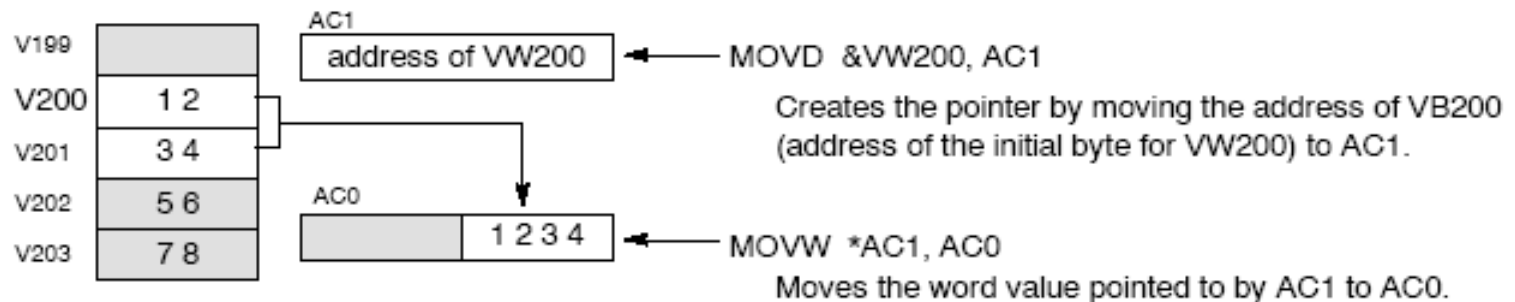 V199
V200 1 2
V201 3 4
V202 5 6
V203 7 8
AC1
address of VW200
MOVD &VW200, AC1
Creates the pointer by moving the address of VB200
(address of the initial byte for VW200) to AC1.
AC0
1 2 3 4
MOVW *AC1, AC0
Moves the word value pointed to by AC1 to AC0.